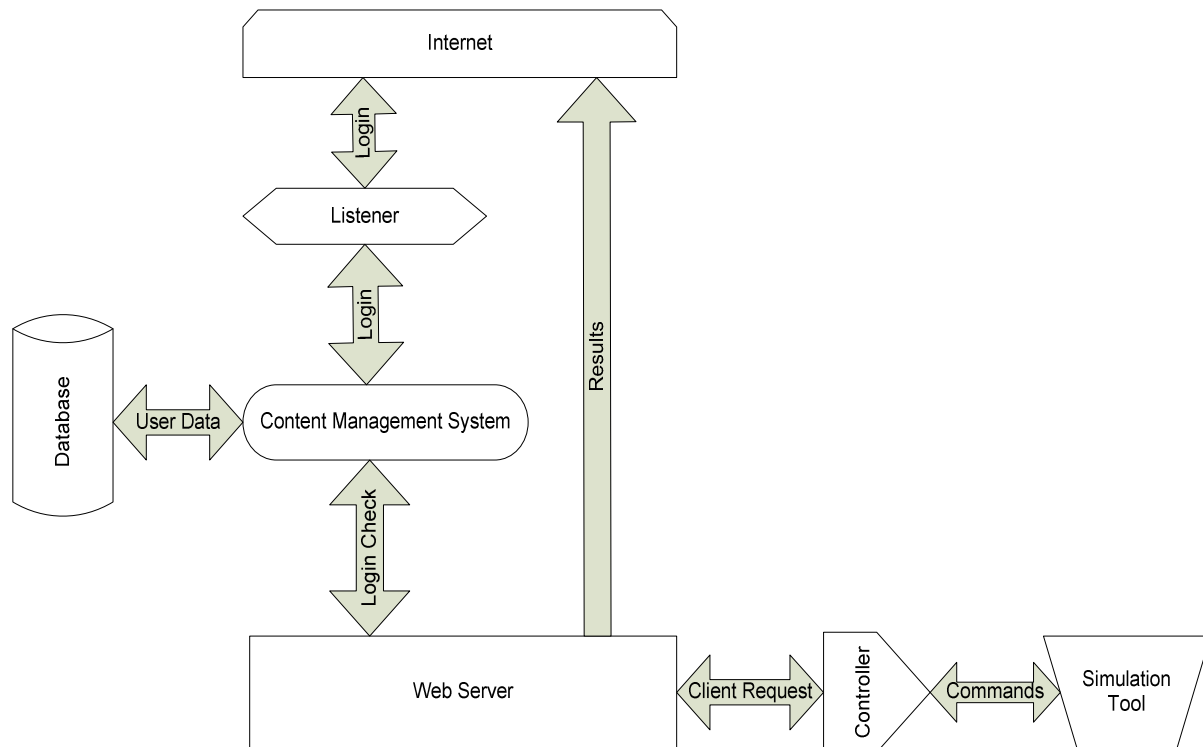 Internet
Login
Listener
Login
Results
Database
User Data
Content Management System
Login Check
Web Server
Client Request
Controller
Commands
Simulation
Tool